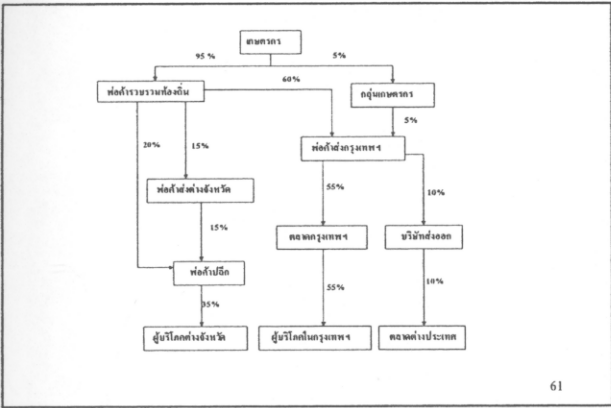 เกษตรกร
95 % 5%
60%
พ่อค้ารวบรวมท้องถิ่น กลุ่มเกษตรกร
5%
20% 15% พ่อค้าส่งกรุงเทพฯ
55% 10%
พ่อค้าส่งต่างจังหวัด
15% ตลาดกรุงเทพฯ บริษัทส่งออก
พ่อค้าปลีก
35% 55% 10%
ผู้บริโภคต่างจังหวัด ผู้บริโภคในกรุงเทพฯ ตลาดต่างประเทศ
61